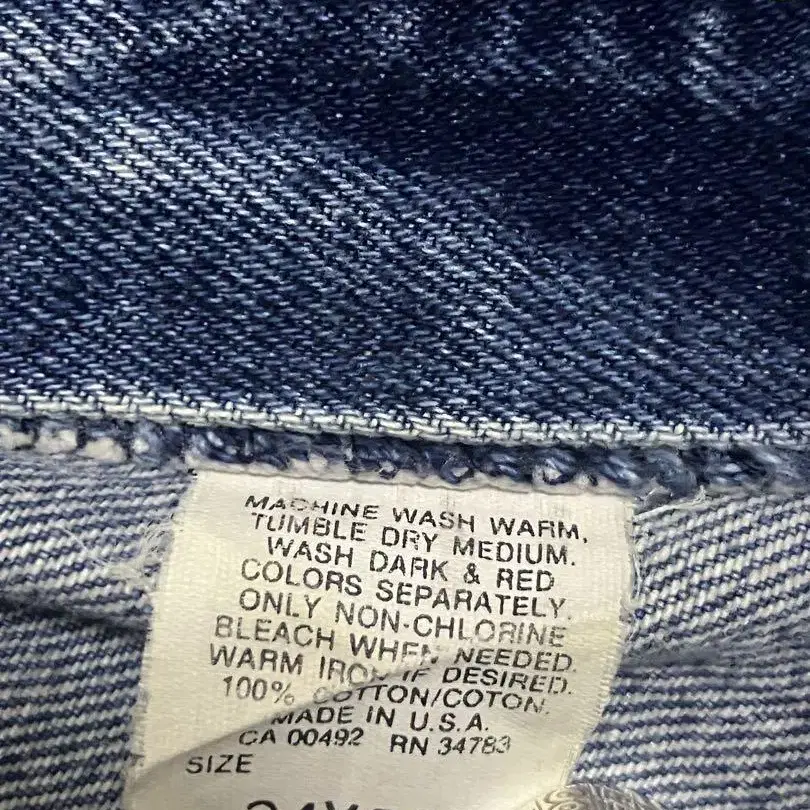 MACHINE WASH WARM,
TUMBLE DRY MEDIUM.
WASH DARK & RED
COLORS SEPARATELY.
ONLY NON-CHLORINE
BLEACH WHEN NEEDED.
WARM IRON IF DESIRED.
100% COTTON/COTON.
MADE IN U.S.A.
CA 00492 RN 34783
SIZE